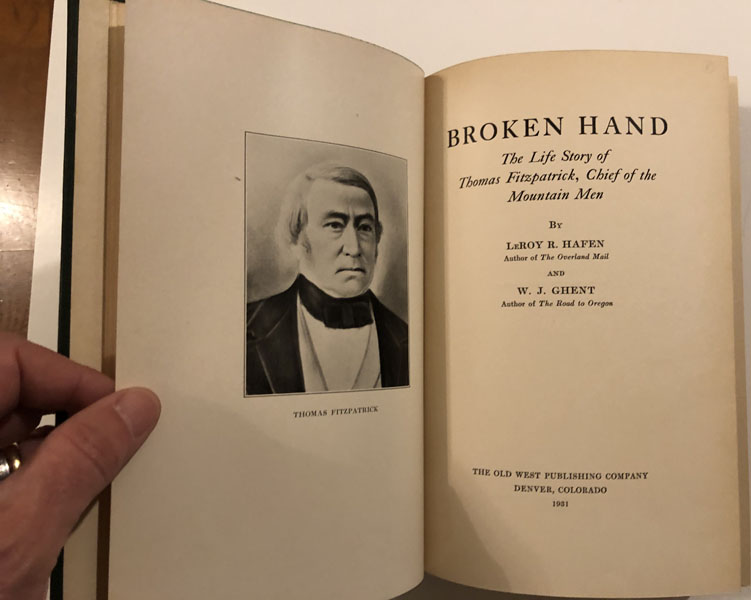 THOMAS FITZPATRICK
BROKEN HAND
The Life Story of
Thomas Fitzpatrick, Chief of the
Mountain Men
By
LeROY R. HAFEN
Author of The Overland Mail
AND
W. J. GHENT
Author of The Road to Oregon
THE OLD WEST PUBLISHING COMPANY
DENVER, COLORADO
1931